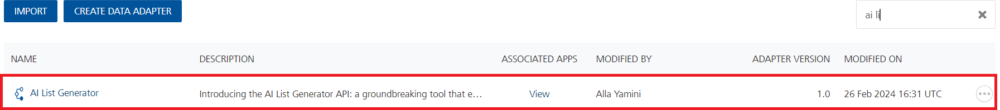 IMPORT CREATE DATA ADAPTER ai li
NAME DESCRIPTION ASSOCIATED APPS MODIFIED BY ADAPTER VERSION MODIFIED ON
AI List Generator Introducing the AI List Generator API: a groundbreaking tool that e... View Alla Yamini 1.0 26 Feb 2024 16:31 UTC